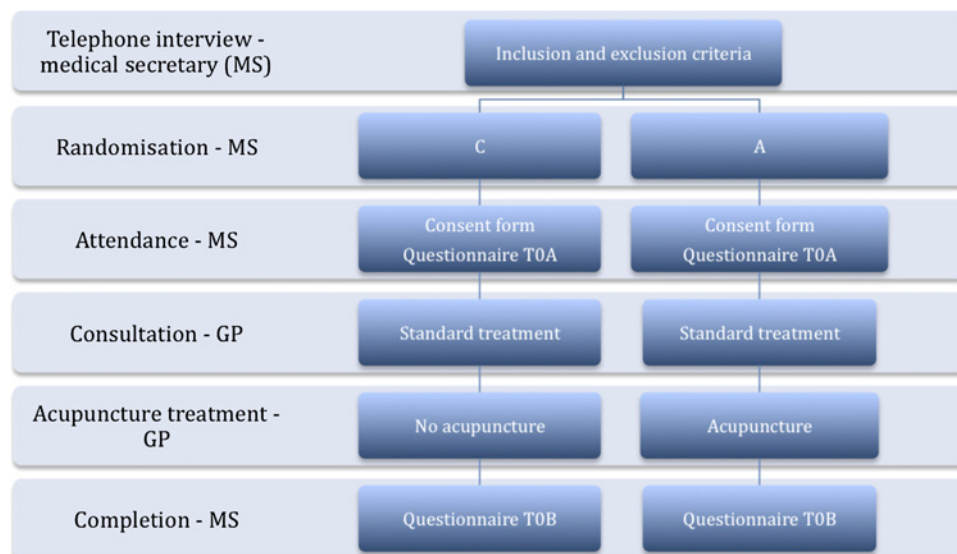 Telephone interview -
medical secretary (MS)
Inclusion and exclusion criteria
Randomisation - MS
C
A
Attendance - MS
Consent form
Questionnaire T0A
Consent form
Questionnaire T0A
Consultation - GP
Standard treatment
Standard treatment
Acupuncture treatment -
GP
No acupuncture
Acupuncture
Completion - MS
Questionnaire T0B
Questionnaire T0B